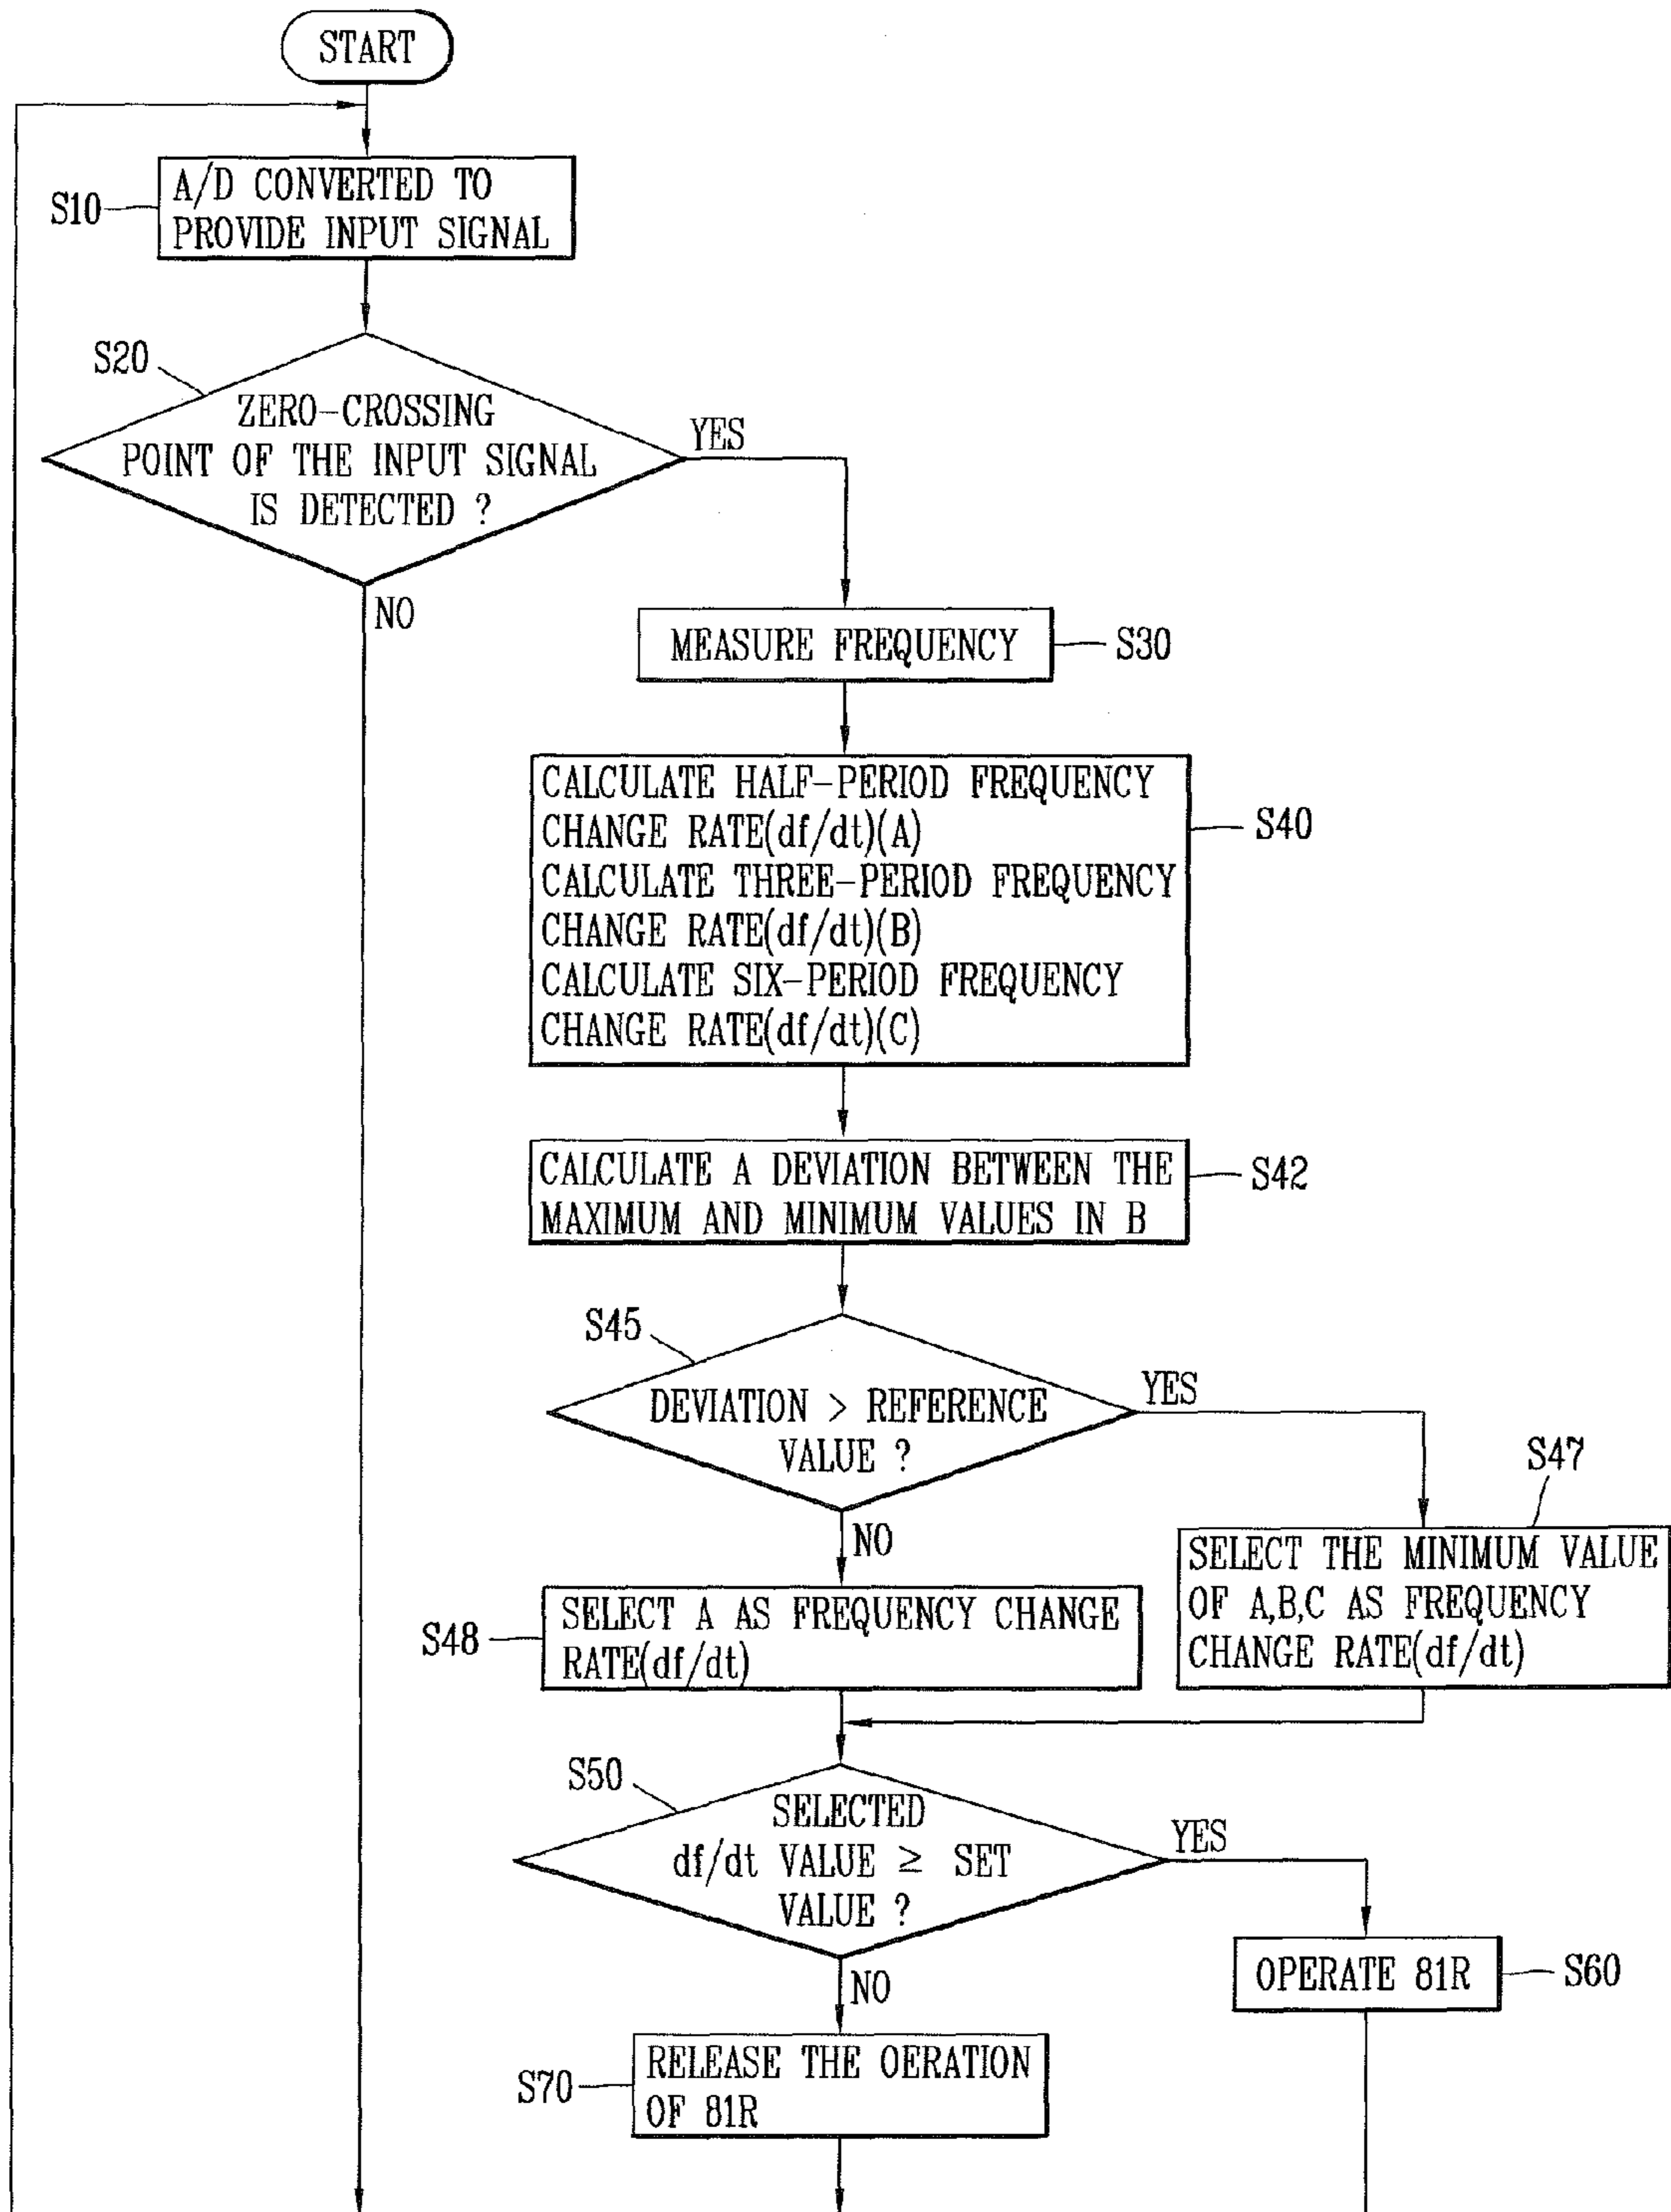 START
S10
A/D CONVERTED TO
PROVIDE INPUT SIGNAL
S20
ZERO-CROSSING
POINT OF THE INPUT SIGNAL
IS DETECTED ?
YES
NO
MEASURE FREQUENCY
S30
CALCULATE HALF-PERIOD FREQUENCY
CHANGE RATE(df/dt)(A)
CALCULATE THREE-PERIOD FREQUENCY
CHANGE RATE(df/dt)(B)
CALCULATE SIX-PERIOD FREQUENCY
CHANGE RATE(df/dt)(C)
S40
CALCULATE A DEVIATION BETWEEN THE
MAXIMUM AND MINIMUM VALUES IN B
S42
S45
DEVIATION > REFERENCE
VALUE ?
YES
NO
S47
SELECT THE MINIMUM VALUE
OF A,B,C AS FREQUENCY
CHANGE RATE(df/dt)
S48
SELECT A AS FREQUENCY CHANGE
RATE(df/dt)
S50
SELECTED
df/dt VALUE ≥ SET
VALUE ?
YES
NO
OPERATE 81R
S60
S70
RELEASE THE OERATION
OF 81R